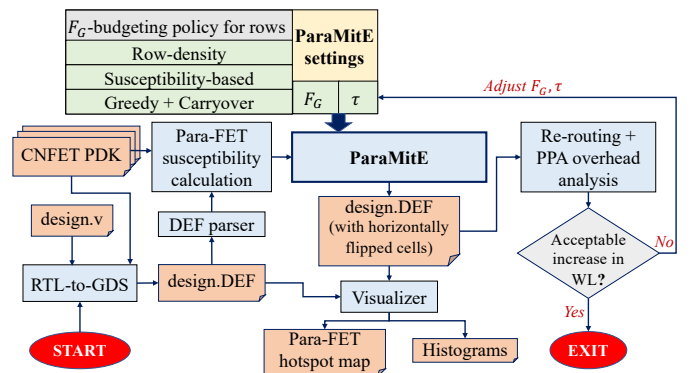 F_G-budgeting policy for rows
Row-density
Susceptibility-based
Greedy + Carryover
ParaMitE
settings
F_G
τ
Adjust F_G, τ
CNFET PDK
Para-FET
susceptibility
calculation
ParaMitE
Re-routing +
PPA overhead
analysis
design.v
DEF parser
design.DEF
(with horizontally
flipped cells)
Acceptable
increase in
WL?
No
RTL-to-GDS
design.DEF
Visualizer
Yes
START
Para-FET
hotspot map
Histograms
EXIT